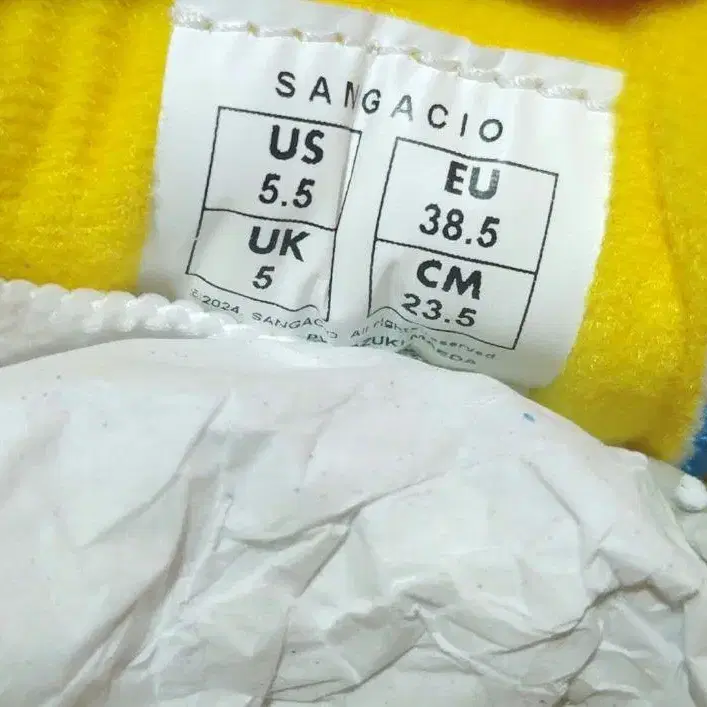 SANGACIO
US
5.5
UK
5
EU
38.5
CM
23.5
2024 SANGACIO All rights reserved